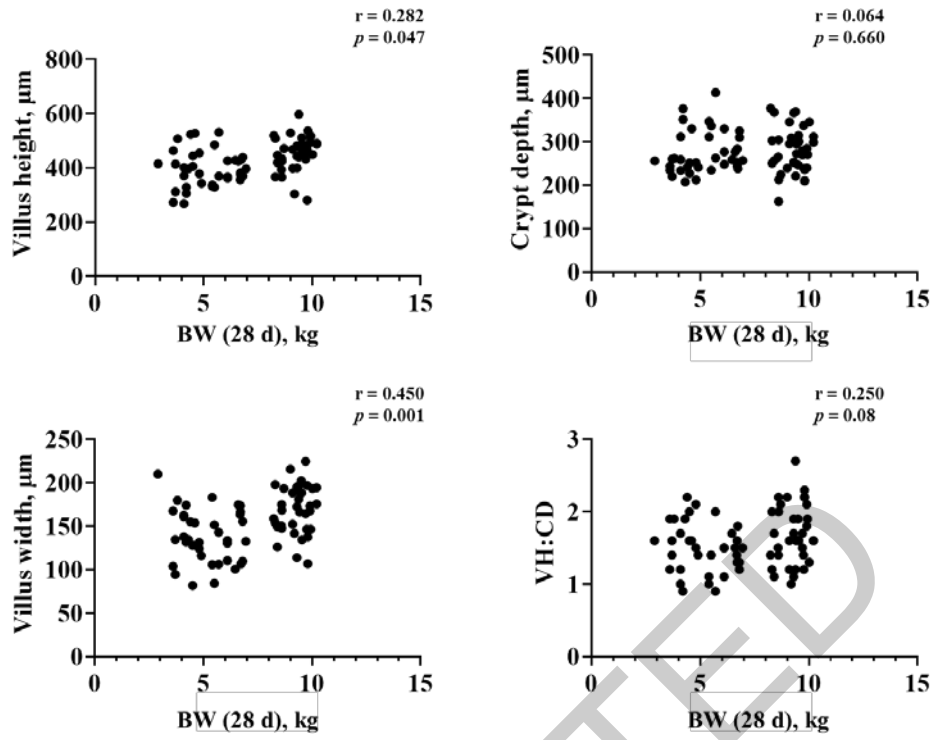 r = 0.282
p = 0.047
800
600
400
200
0
Villus height, µm
0 5 10 15
BW (28 d), kg
r = 0.064
p = 0.660
500
400
300
200
100
0
Crypt depth, µm
0 5 10 15
BW (28 d), kg
r = 0.450
p = 0.001
250
200
150
100
50
0
Villus width, µm
0 5 10 15
BW (28 d), kg
r = 0.250
p = 0.08
3
2
1
0
VH:CD
0 5 10 15
BW (28 d), kg
TED